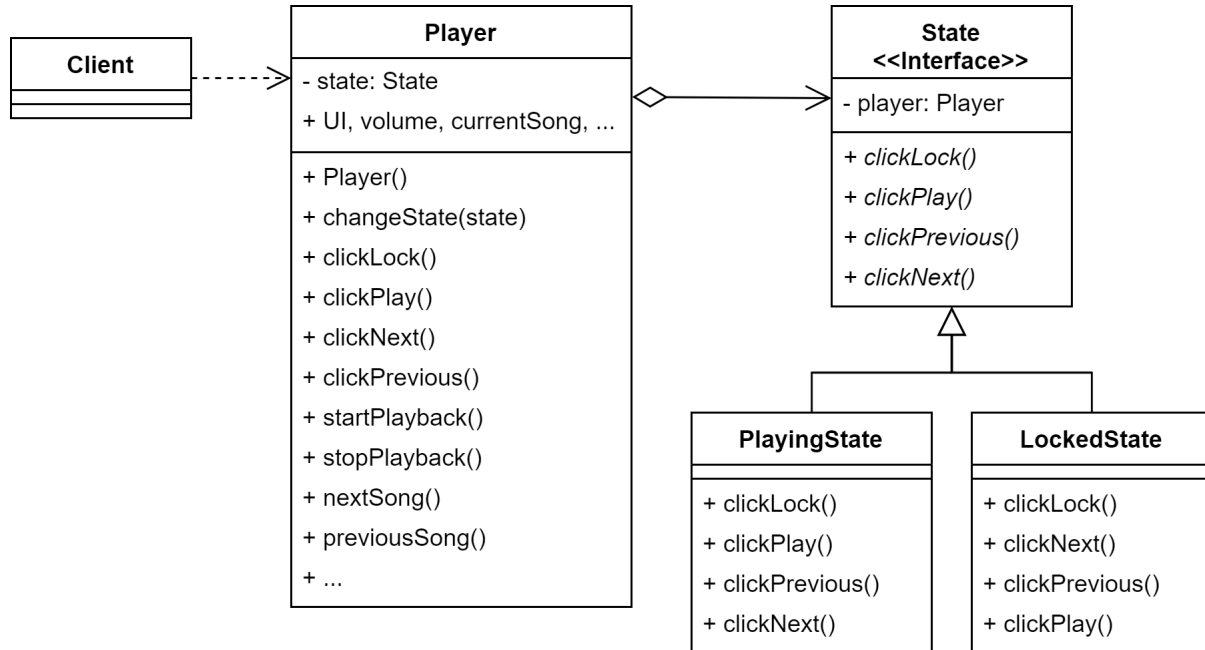 Client
Player
- state: State
+ UI, volume, currentSong, ...
+ Player()
+ changeState(state)
+ clickLock()
+ clickPlay()
+ clickNext()
+ clickPrevious()
+ startPlayback()
+ stopPlayback()
+ nextSong()
+ previousSong()
+ ...
State
<<Interface>>
- player: Player
+ clickLock()
+ clickPlay()
+ clickPrevious()
+ clickNext()
PlayingState
+ clickLock()
+ clickPlay()
+ clickPrevious()
+ clickNext()
LockedState
+ clickLock()
+ clickNext()
+ clickPrevious()
+ clickPlay()